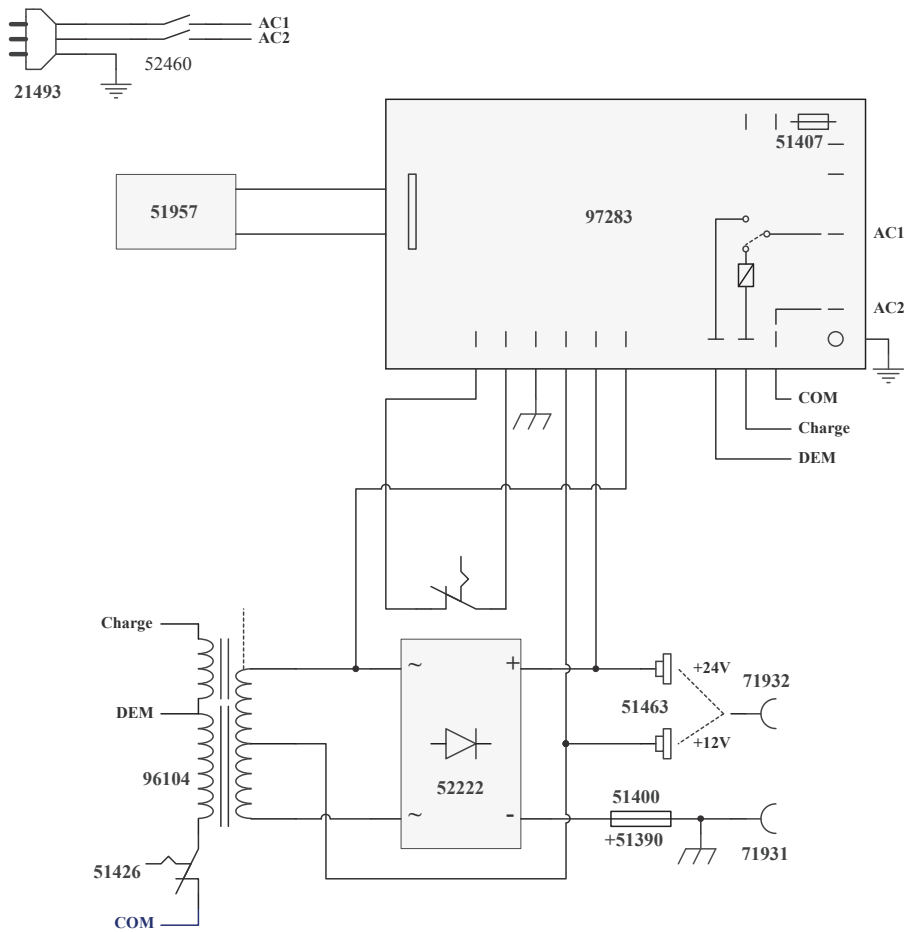 AC1
AC2
52460
21493
51407
51957
97283
AC1
AC2
COM
Charge
DEM
Charge
~
+
+24V
71932
51463
DEM
+12V
96104
52222
51400
~
-
+51390
71931
51426
COM